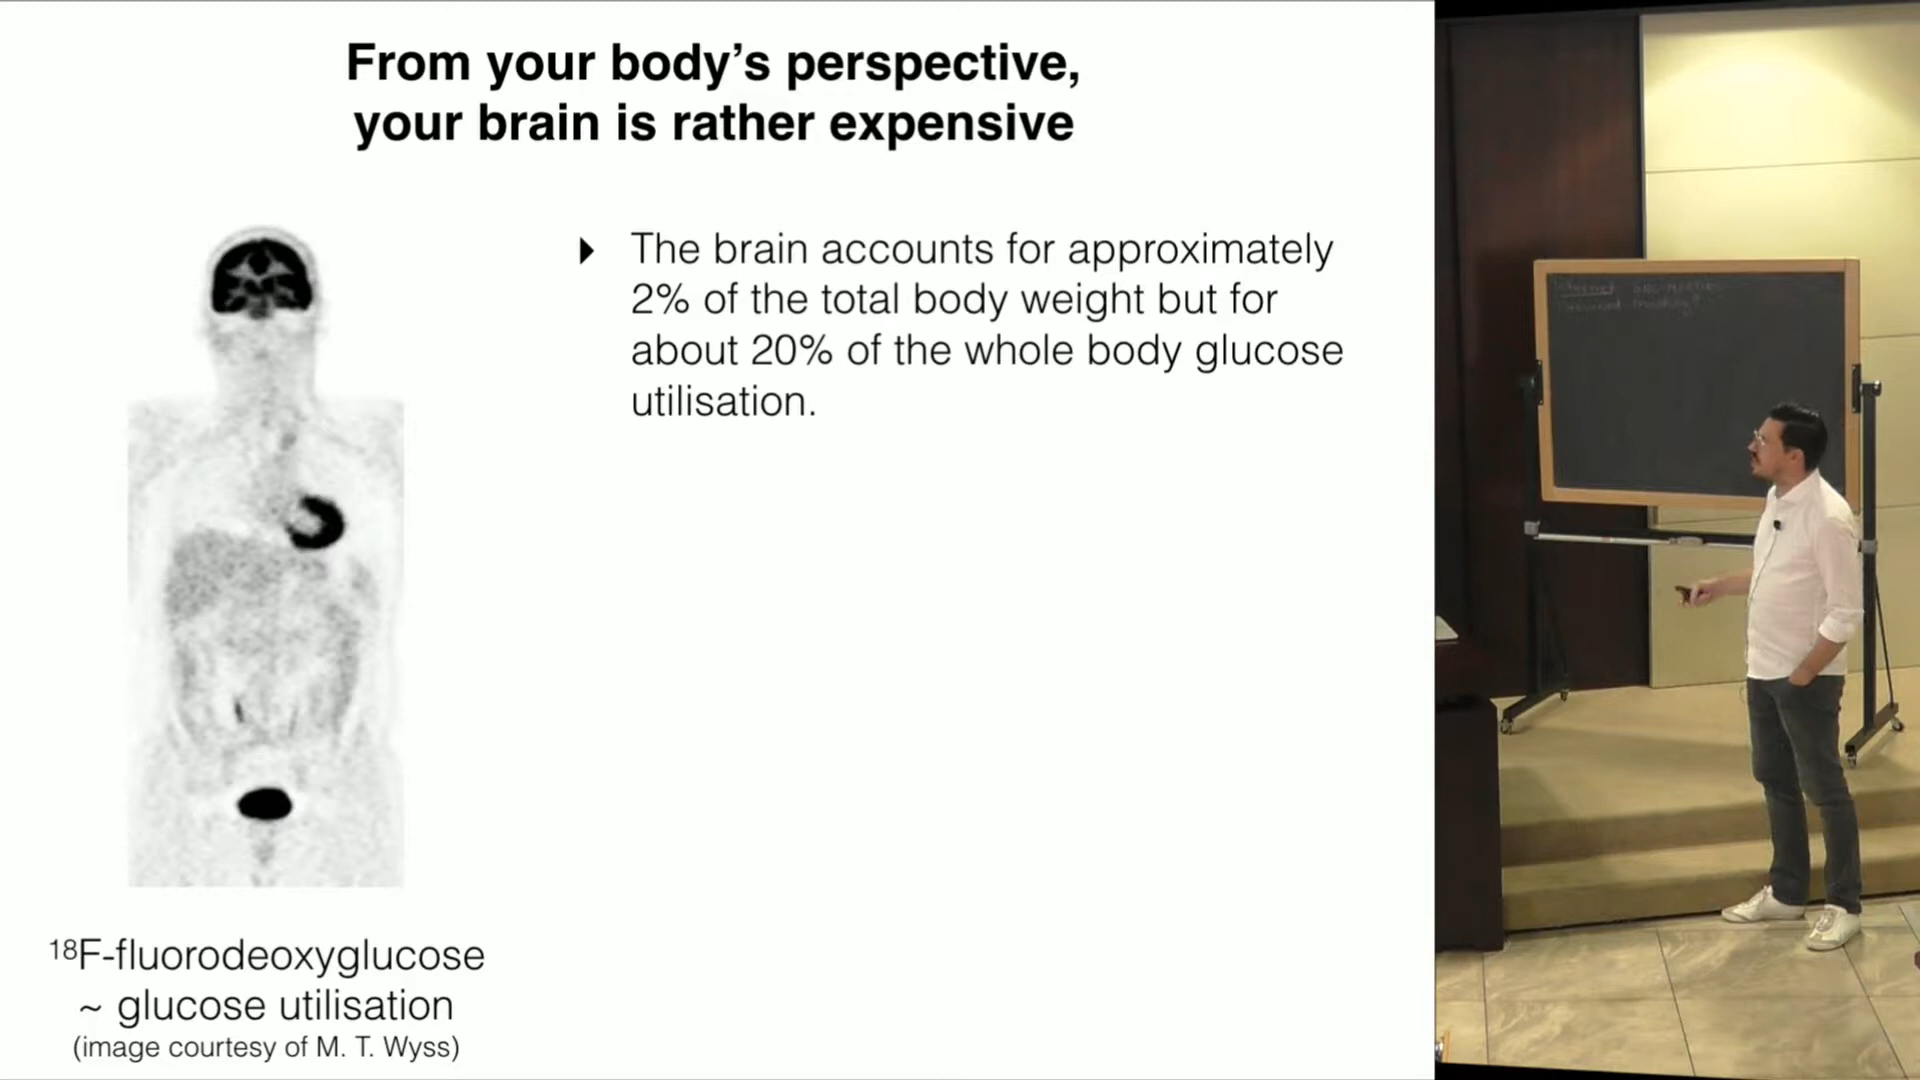 From your body’s perspective,
your brain is rather expensive
‣ The brain accounts for approximately
2% of the total body weight but for
about 20% of the whole body glucose
utilisation.
¹⁸F-fluorodeoxyglucose
~ glucose utilisation
(image courtesy of M. T. Wyss)
Internet